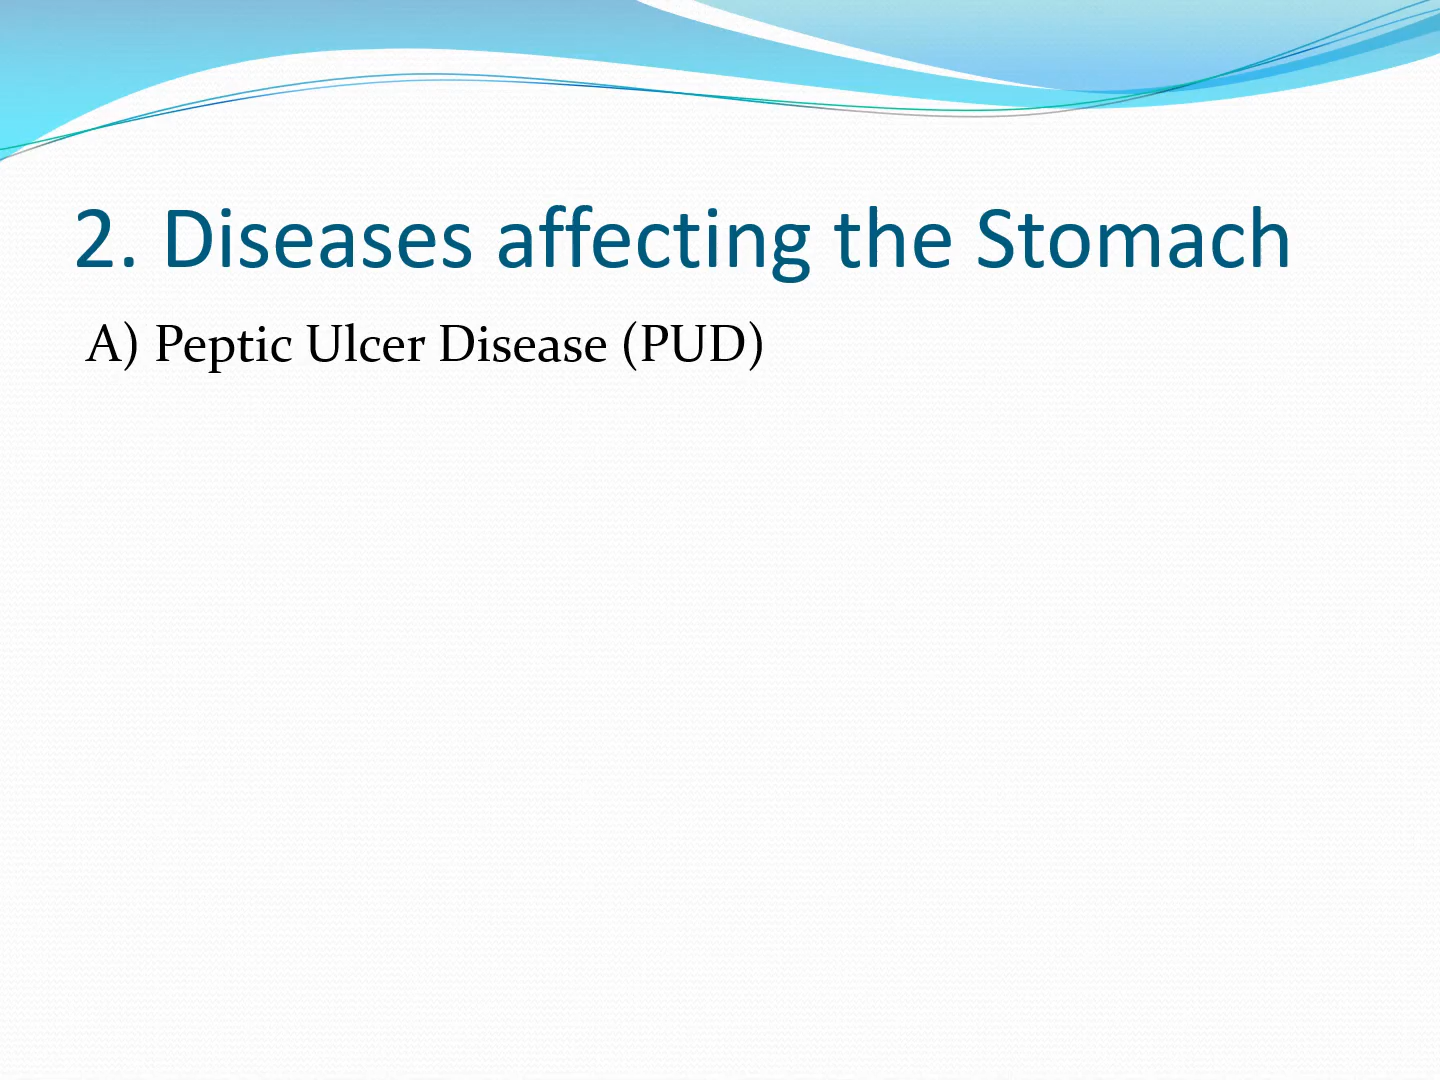 2. Diseases affecting the Stomach
A) Peptic Ulcer Disease (PUD)